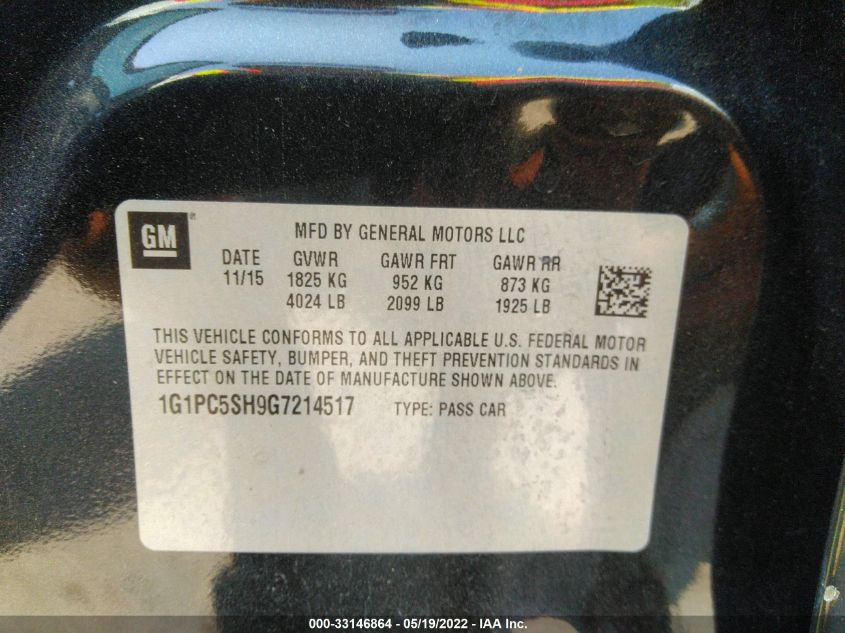 GM
MFD BY GENERAL MOTORS LLC
DATE GVWR GAWR FRT GAWR RR
11/15 1825 KG 952 KG 873 KG
4024 LB 2099 LB 1925 LB
THIS VEHICLE CONFORMS TO ALL APPLICABLE U.S. FEDERAL MOTOR
VEHICLE SAFETY, BUMPER, AND THEFT PREVENTION STANDARDS IN
EFFECT ON THE DATE OF MANUFACTURE SHOWN ABOVE.
1G1PC5SH9G7214517 TYPE: PASS CAR
000-33146864 - 05/19/2022 - IAA Inc.